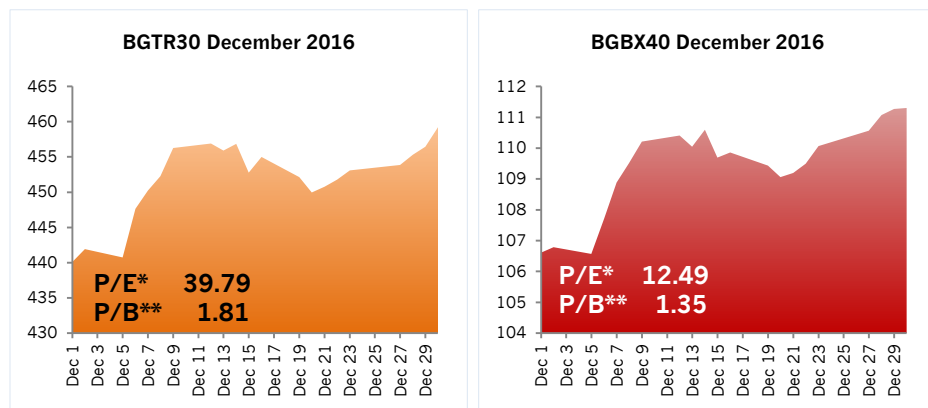 BGTR30 December 2016
465
460
455
450
445
440
435
430
P/E* 39.79
P/B** 1.81
Dec 1
Dec 3
Dec 5
Dec 7
Dec 9
Dec 11
Dec 13
Dec 15
Dec 17
Dec 19
Dec 21
Dec 23
Dec 25
Dec 27
Dec 29
BGBX40 December 2016
112
111
110
109
108
107
106
105
104
P/E* 12.49
P/B** 1.35
Dec 1
Dec 3
Dec 5
Dec 7
Dec 9
Dec 11
Dec 13
Dec 15
Dec 17
Dec 19
Dec 21
Dec 23
Dec 25
Dec 27
Dec 29